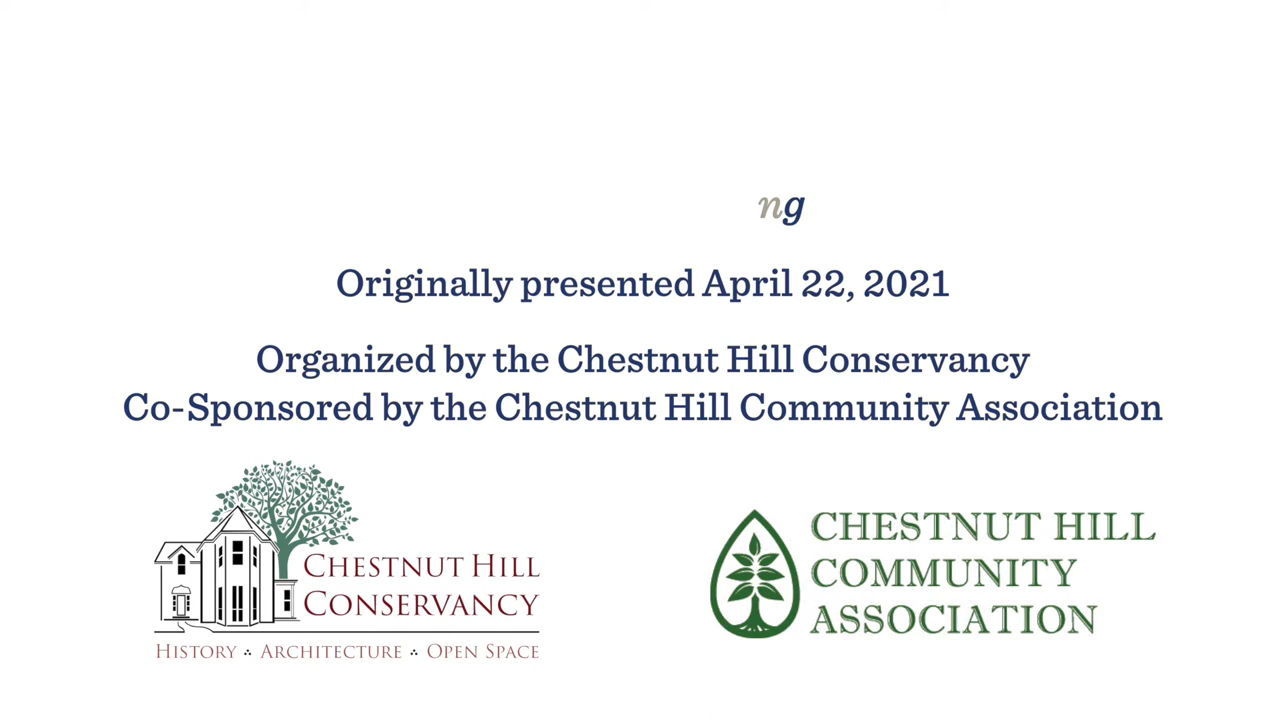 ng
Originally presented April 22, 2021
Organized by the Chestnut Hill Conservancy
Co-Sponsored by the Chestnut Hill Community Association
CHESTNUT HILL
CONSERVANCY
HISTORY ∴ ARCHITECTURE ∴ OPEN SPACE
CHESTNUT HILL
COMMUNITY
ASSOCIATION